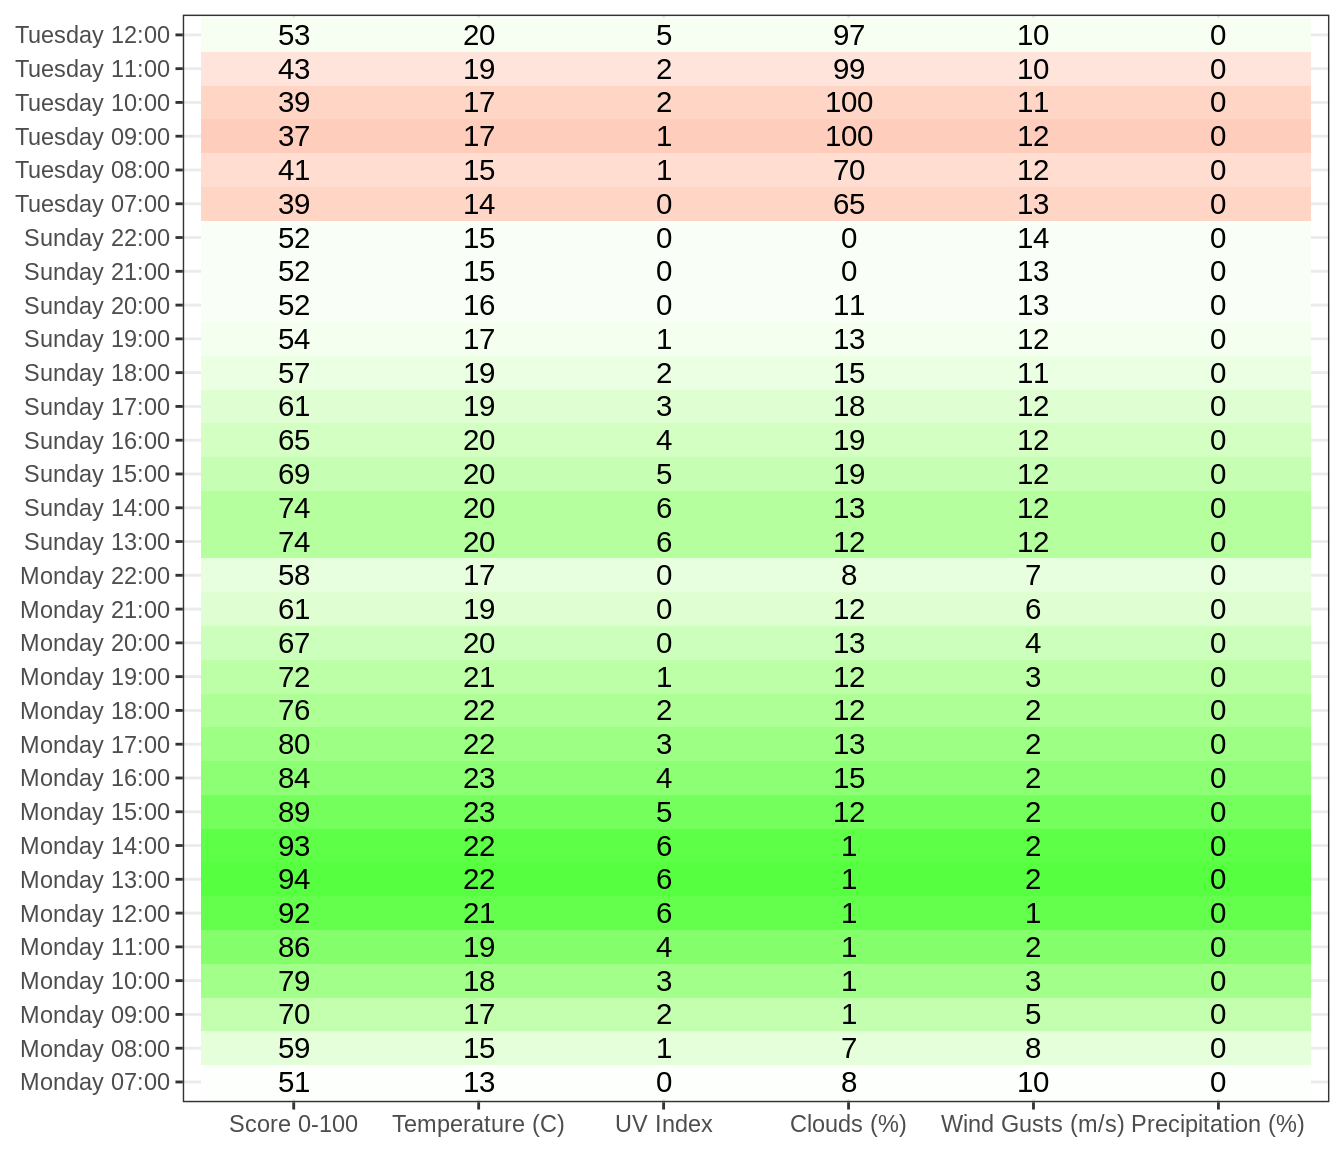 Tuesday 12:00 53 20 5 97 10 0
Tuesday 11:00 43 19 2 99 10 0
Tuesday 10:00 39 17 2 100 11 0
Tuesday 09:00 37 17 1 100 12 0
Tuesday 08:00 41 15 1 70 12 0
Tuesday 07:00 39 14 0 65 13 0
Sunday 22:00 52 15 0 0 14 0
Sunday 21:00 52 15 0 0 13 0
Sunday 20:00 52 16 0 11 13 0
Sunday 19:00 54 17 1 13 12 0
Sunday 18:00 57 19 2 15 11 0
Sunday 17:00 61 19 3 18 12 0
Sunday 16:00 65 20 4 19 12 0
Sunday 15:00 69 20 5 19 12 0
Sunday 14:00 74 20 6 13 12 0
Sunday 13:00 74 20 6 12 12 0
Monday 22:00 58 17 0 8 7 0
Monday 21:00 61 19 0 12 6 0
Monday 20:00 67 20 0 13 4 0
Monday 19:00 72 21 1 12 3 0
Monday 18:00 76 22 2 12 2 0
Monday 17:00 80 22 3 13 2 0
Monday 16:00 84 23 4 15 2 0
Monday 15:00 89 23 5 12 2 0
Monday 14:00 93 22 6 1 2 0
Monday 13:00 94 22 6 1 2 0
Monday 12:00 92 21 6 1 1 0
Monday 11:00 86 19 4 1 2 0
Monday 10:00 79 18 3 1 3 0
Monday 09:00 70 17 2 1 5 0
Monday 08:00 59 15 1 7 8 0
Monday 07:00 51 13 0 8 10 0
Score 0-100 Temperature (C) UV Index Clouds (%) Wind Gusts (m/s) Precipitation (%)